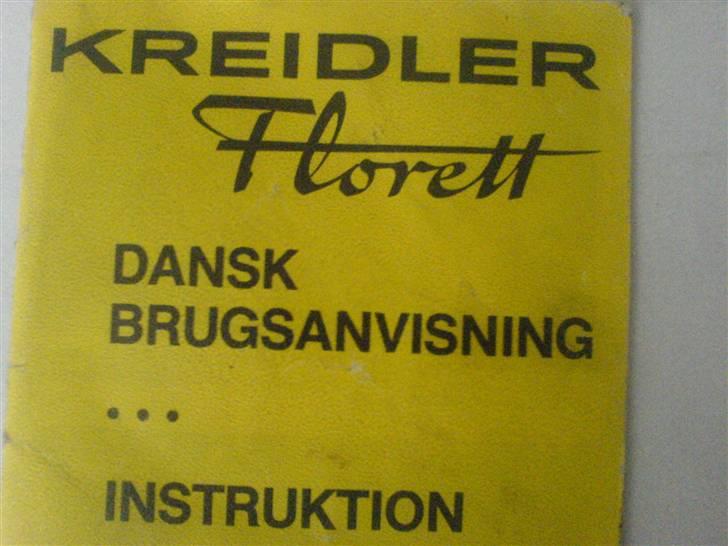 KREIDLER
Florett
DANSK
BRUGSANVISNING
...
INSTRUKTION